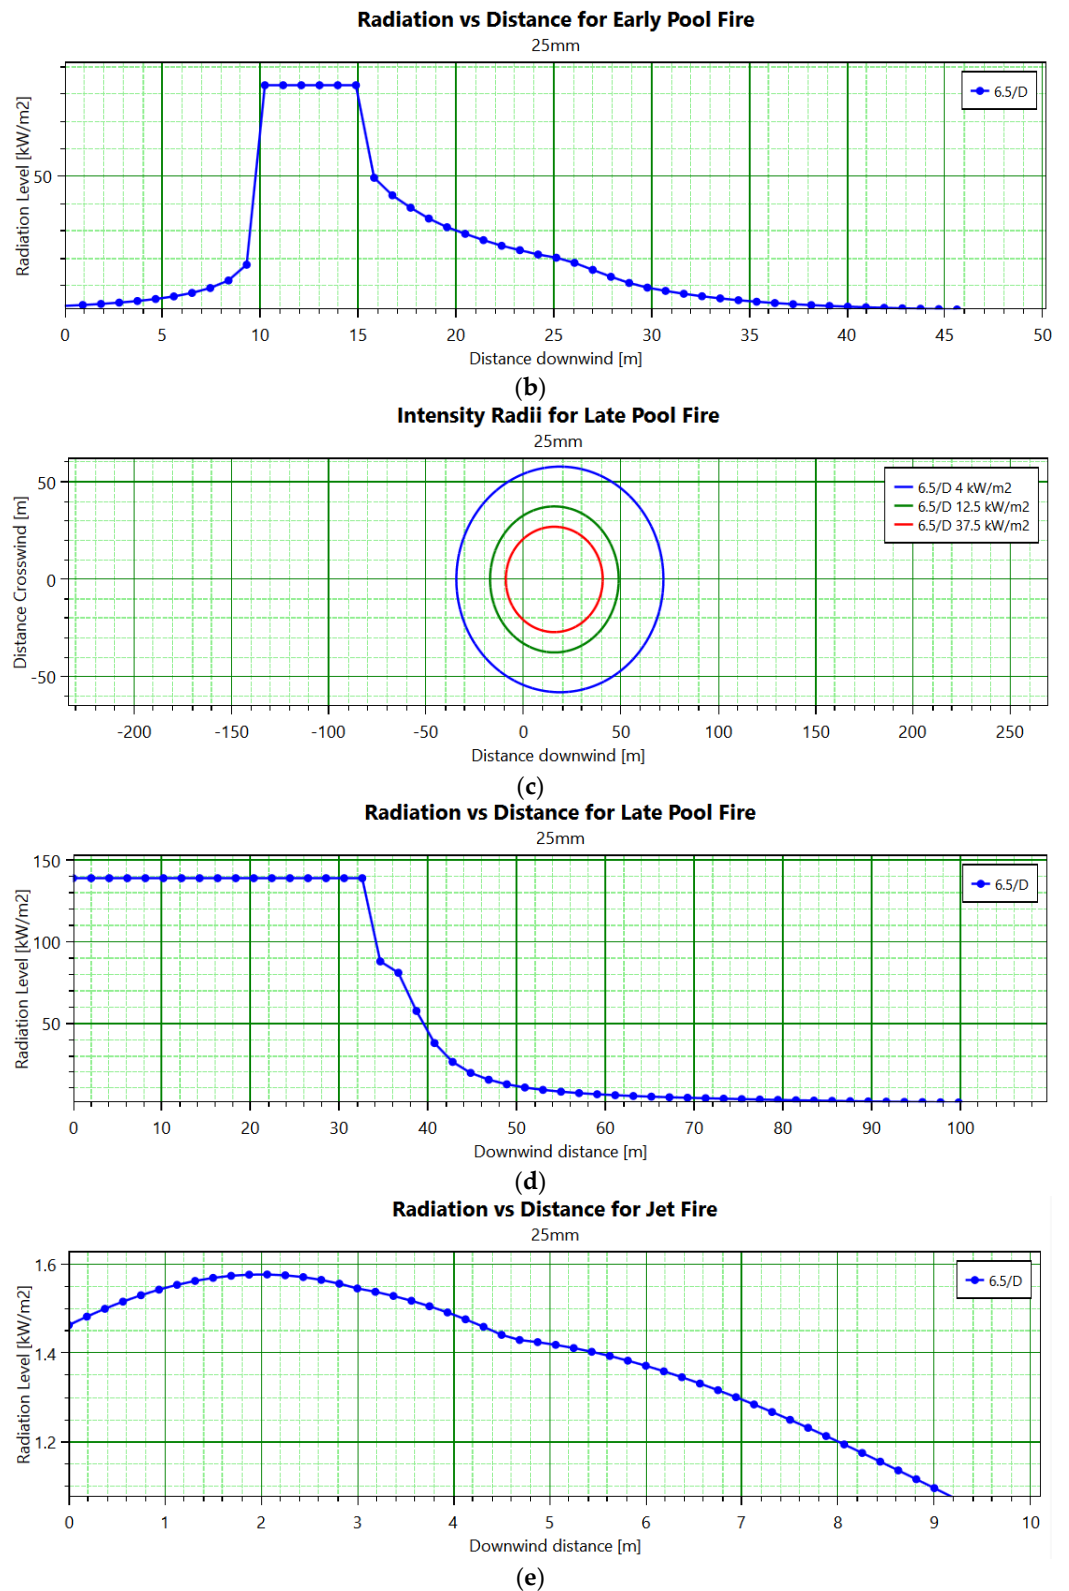 Radiation vs Distance for Early Pool Fire
25mm
Radiation Level [kW/m2]
50
6.5/D
0 5 10 15 20 25 30 35 40 45 50
Distance downwind [m]
(b)
Intensity Radii for Late Pool Fire
25mm
Distance Crosswind [m]
50
0
-50
6.5/D 4 kW/m2
6.5/D 12.5 kW/m2
6.5/D 37.5 kW/m2
-200 -150 -100 -50 0 50 100 150 200 250
Distance downwind [m]
(c)
Radiation vs Distance for Late Pool Fire
25mm
Radiation Level [kW/m2]
150
100
50
6.5/D
0 10 20 30 40 50 60 70 80 90 100
Downwind distance [m]
(d)
Radiation vs Distance for Jet Fire
25mm
Radiation Level [kW/m2]
1.6
1.4
1.2
6.5/D
0 1 2 3 4 5 6 7 8 9 10
Downwind distance [m]
(e)